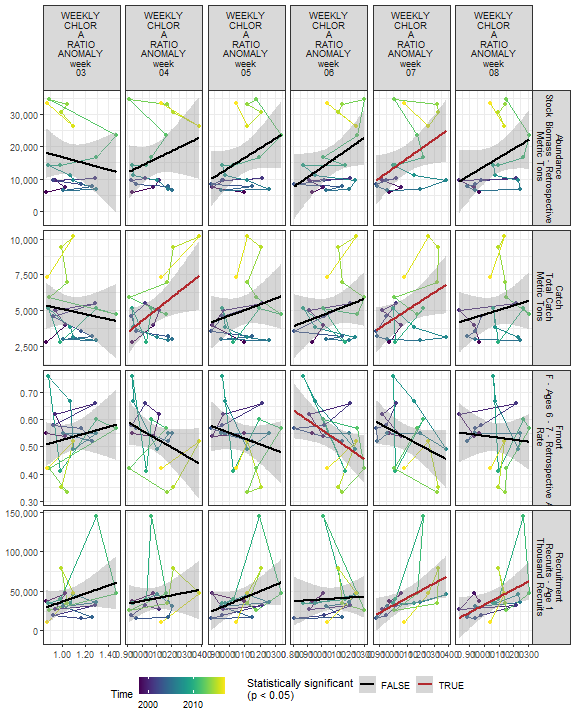 WEEKLY CHLOR A RATIO ANOMALY week 03
WEEKLY CHLOR A RATIO ANOMALY week 04
WEEKLY CHLOR A RATIO ANOMALY week 05
WEEKLY CHLOR A RATIO ANOMALY week 06
WEEKLY CHLOR A RATIO ANOMALY week 07
WEEKLY CHLOR A RATIO ANOMALY week 08
30,000
20,000
10,000
0
Abundance
Stock Biomass - Retrospective
Metric Tons
10,000
7,500
5,000
2,500
Catch
Total Catch
Metric Tons
0.70
0.60
0.50
0.40
0.30
Fmort
F - Ages 6 - 7 - Retrospective
Rate
150,000
100,000
50,000
0
Recruitment
Recruits - Age 1
Thousand Recruits
1.00 1.20 1.40
Time
2000 2010
Statistically significant
(p < 0.05)
FALSE
TRUE